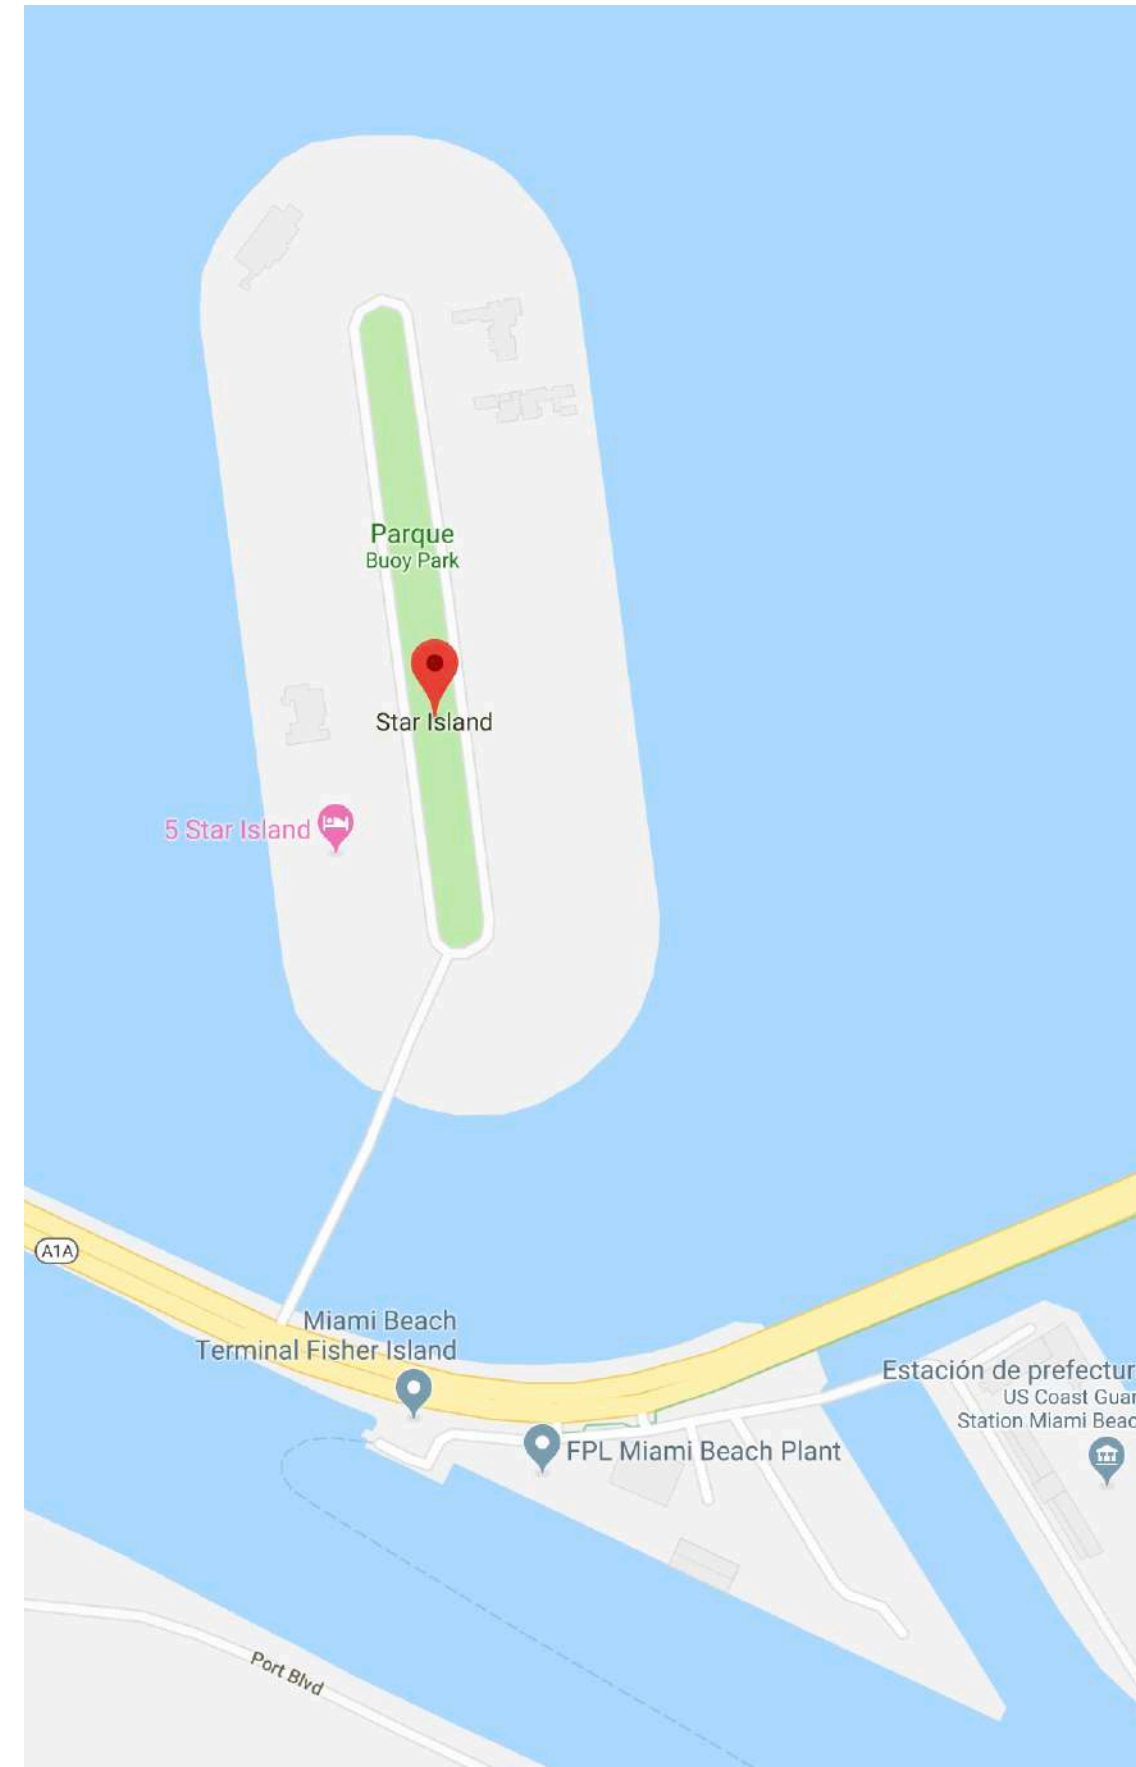 Parque
Buoy Park
Star Island
5 Star Island
A1A
Miami Beach
Terminal Fisher Island
Estación de prefectur
US Coast Guar
Station Miami Beac
FPL Miami Beach Plant
Port Blvd